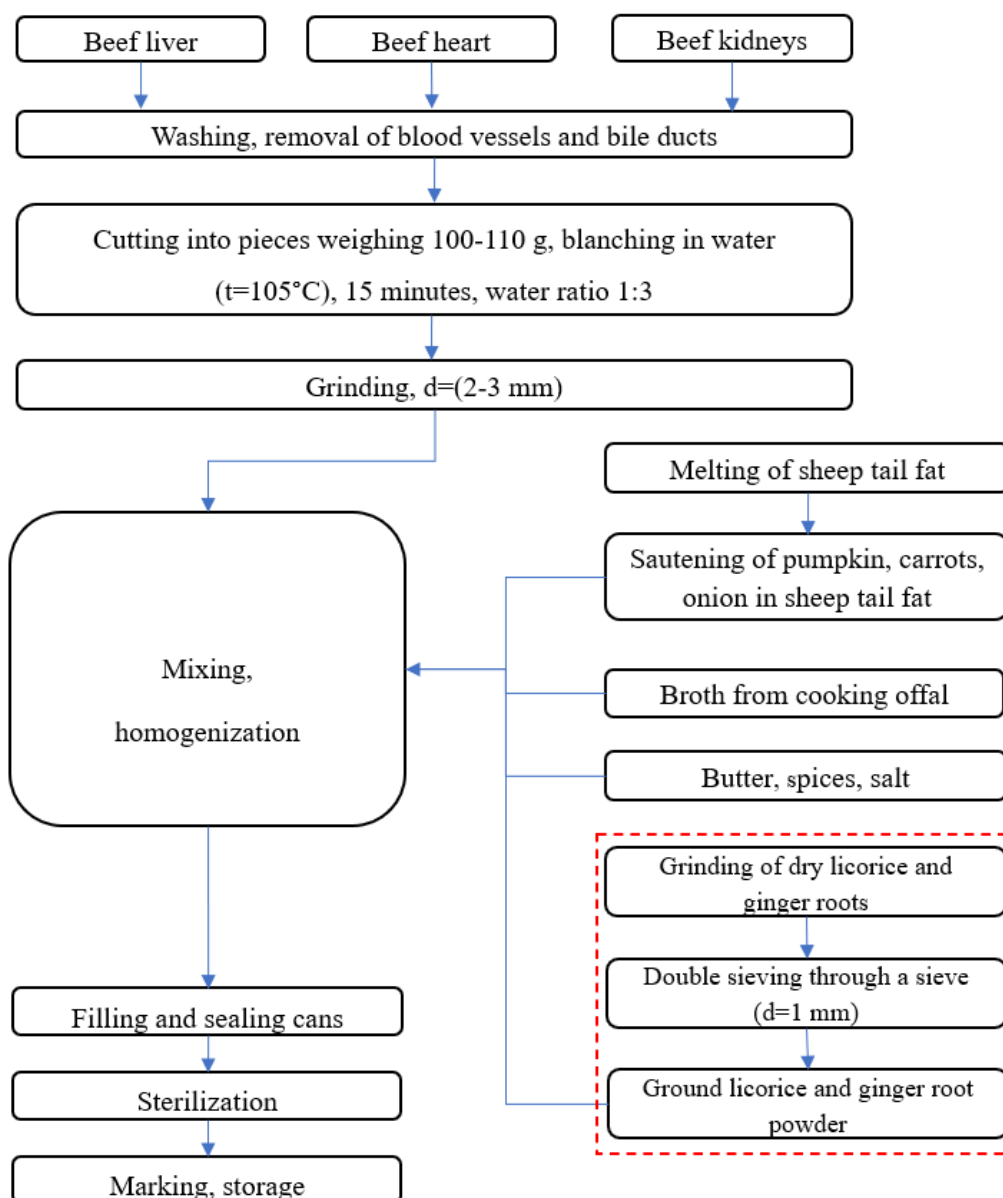 Beef liver
Beef heart
Beef kidneys
Washing, removal of blood vessels and bile ducts
Cutting into pieces weighing 100-110 g, blanching in water
(t=105°C), 15 minutes, water ratio 1:3
Grinding, d=(2-3 mm)
Melting of sheep tail fat
Sautening of pumpkin, carrots,
onion in sheep tail fat
Mixing,
homogenization
Broth from cooking offal
Butter, spices, salt
Grinding of dry licorice and
ginger roots
Double sieving through a sieve
(d=1 mm)
Ground licorice and ginger root
powder
Filling and sealing cans
Sterilization
Marking, storage